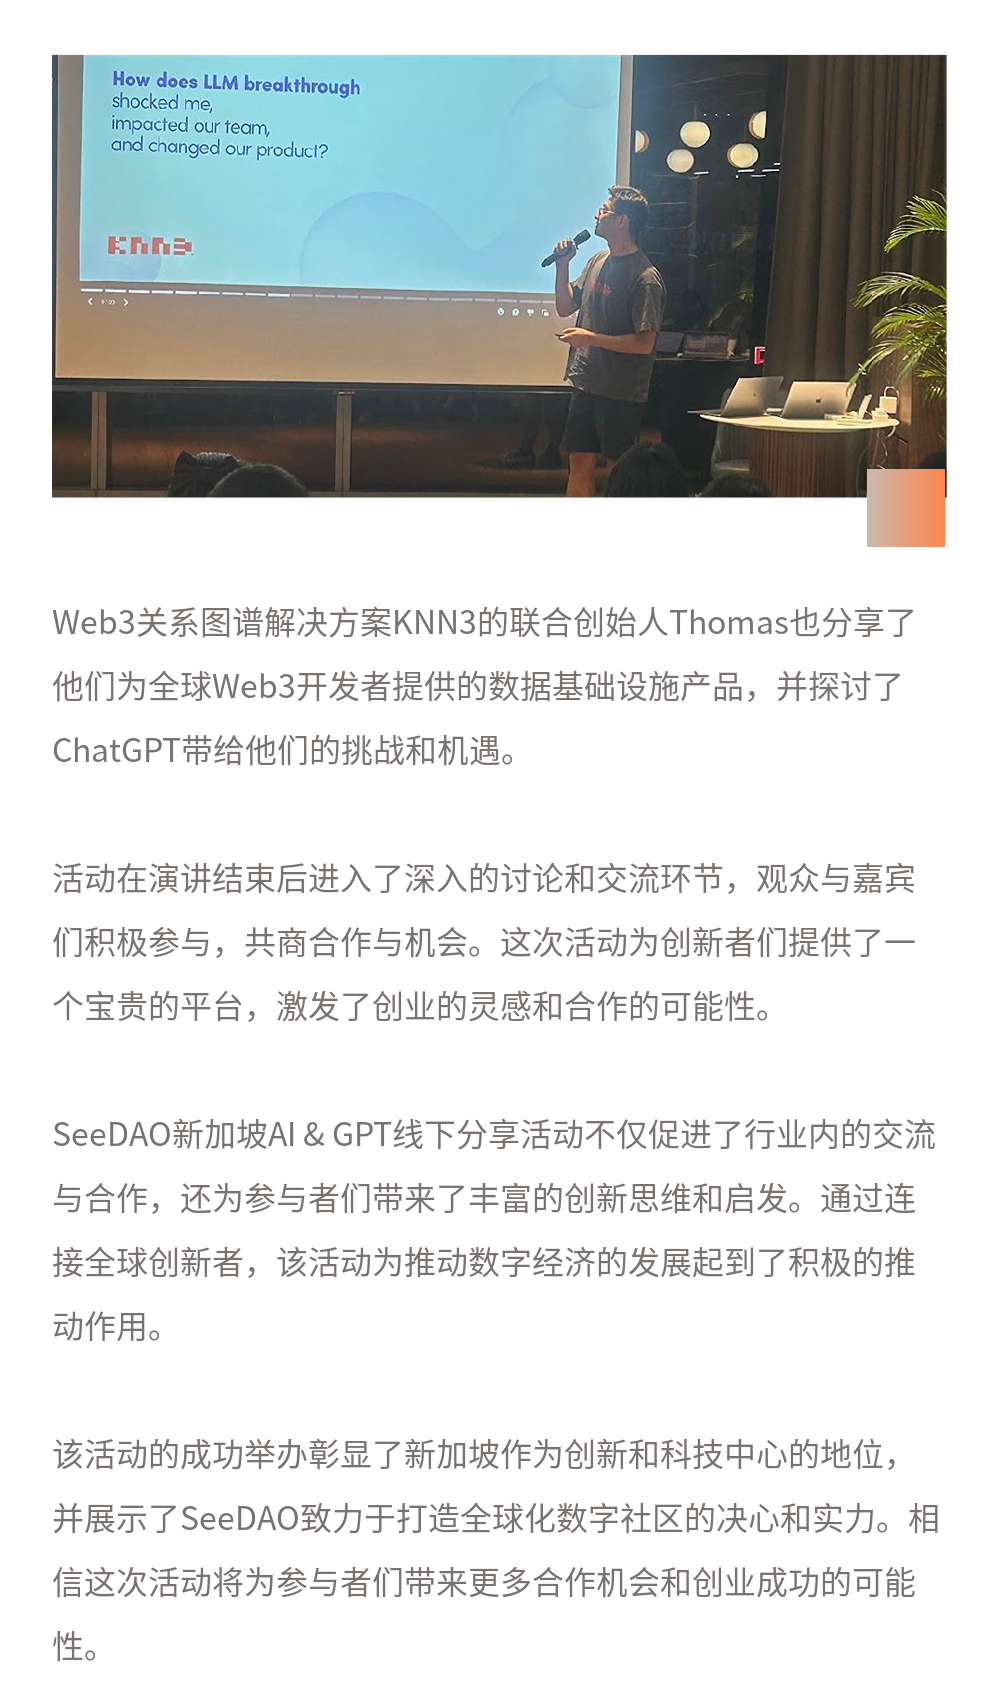 How does LLM breakthrough
shocked me,
impacted our team,
and changed our product?
KNN3
9 / 23
Web3关系图谱解决方案KNN3的联合创始人Thomas也分享了
他们为全球Web3开发者提供的数据基础设施产品，并探讨了
ChatGPT带给他们的挑战和机遇。
活动在演讲结束后进入了深入的讨论和交流环节，观众与嘉宾
们积极参与，共商合作与机会。这次活动为创新者们提供了一
个宝贵的平台，激发了创业的灵感和合作的可能性。
SeeDAO新加坡AI & GPT线下分享活动不仅促进了行业内的交流
与合作，还为参与者们带来了丰富的创新思维和启发。通过连
接全球创新者，该活动为推动数字经济的发展起到了积极的推
动作用。
该活动的成功举办彰显了新加坡作为创新和科技中心的地位，
并展示了SeeDAO致力于打造全球化数字社区的决心和实力。相
信这次活动将为参与者们带来更多合作机会和创业成功的可能
性。